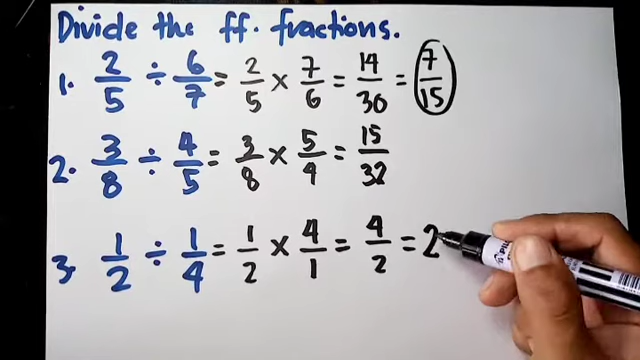 Divide the ff. fractions.
1. 2/5 ÷ 6/7 = 2/5 × 7/6 = 14/30 = 7/15
2. 3/8 ÷ 4/5 = 3/8 × 5/4 = 15/32
3. 1/2 ÷ 1/4 = 1/2 × 4/1 = 4/2 = 2